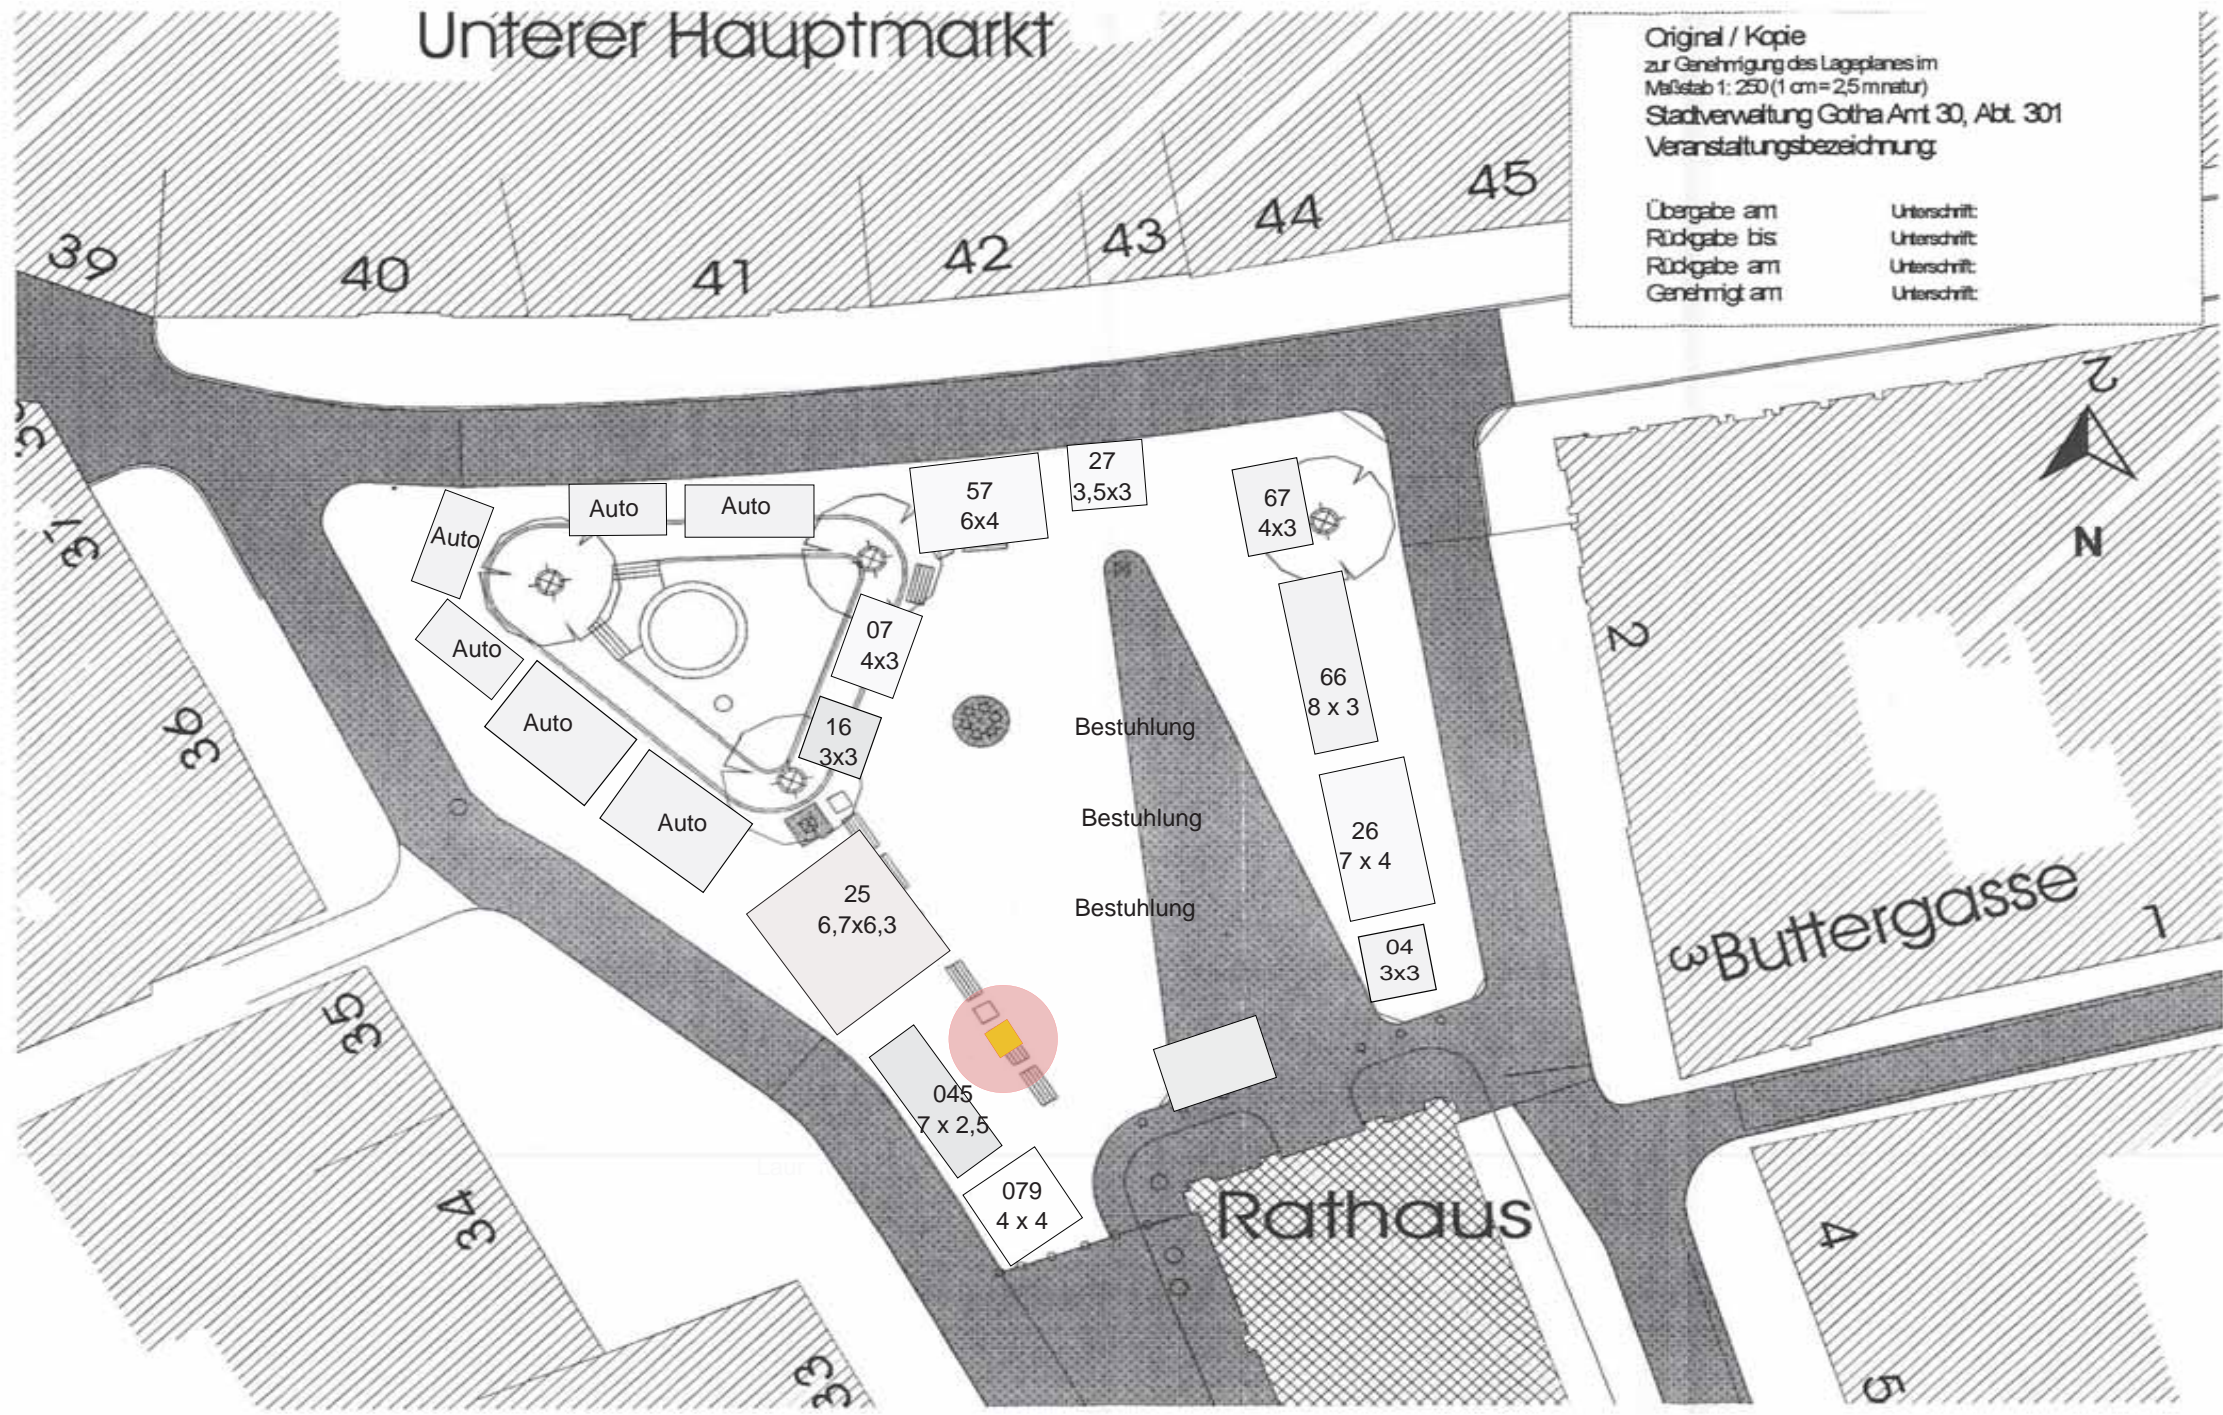 Unterer Hauptmarkt
Original / Kopie
zur Genehmigung des Lageplanes im
Maßstab 1: 250 (1 cm = 2,5 m natur)
Stadtverwaltung Gotha Amt 30, Abt. 301
Veranstaltungsbezeichnung:
Übergabe am: Unterschrift:
Rückgabe bis: Unterschrift:
Rückgabe am: Unterschrift:
Genehmigt am: Unterschrift:
39
40
41
42
43
44
45
2
N
37
36
35
34
33
Auto
Auto
Auto
Auto
Auto
Auto
57
6x4
27
3,5x3
67
4x3
07
4x3
16
3x3
66
8 x 3
26
7 x 4
04
3x3
Bestuhlung
Bestuhlung
Bestuhlung
25
6,7x6,3
045
7 x 2,5
079
4 x 4
2
3
Buttergasse
1
Rathaus
4
5